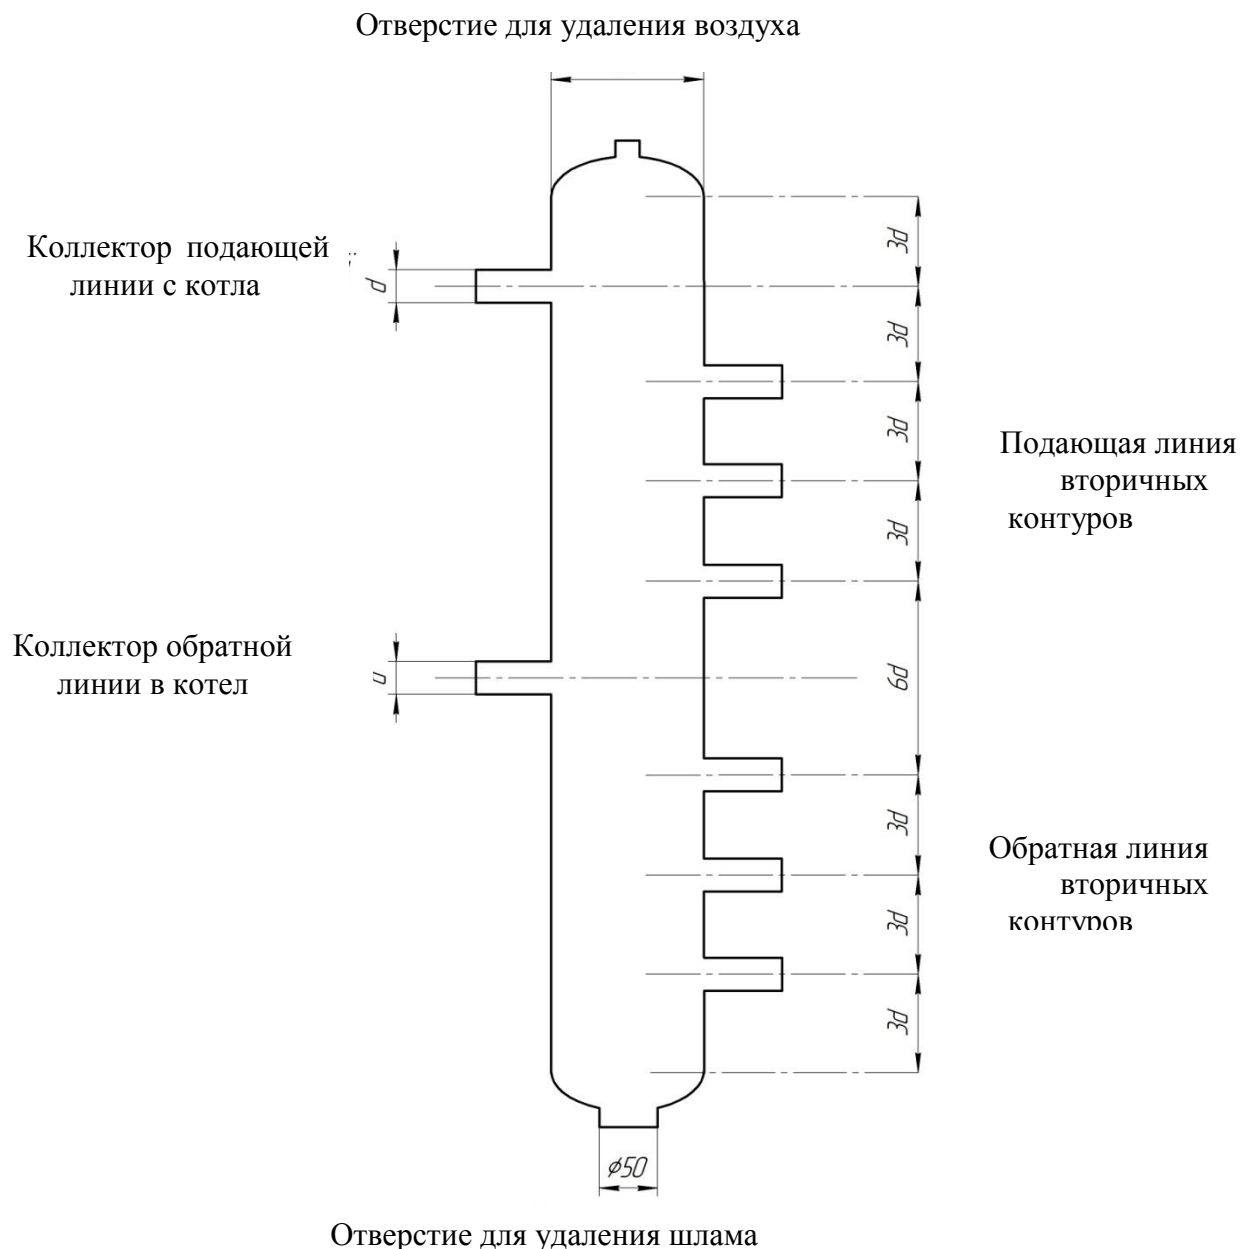 Отверстие для удаления воздуха
Коллектор подающей
линии с котла
d
3d
3d
3d
3d
Подающая линия
вторичных
контуров
Коллектор обратной
линии в котел
6d
3d
Обратная линия
вторичных
контуров
3d
3d
ϕ50
Отверстие для удаления шлама